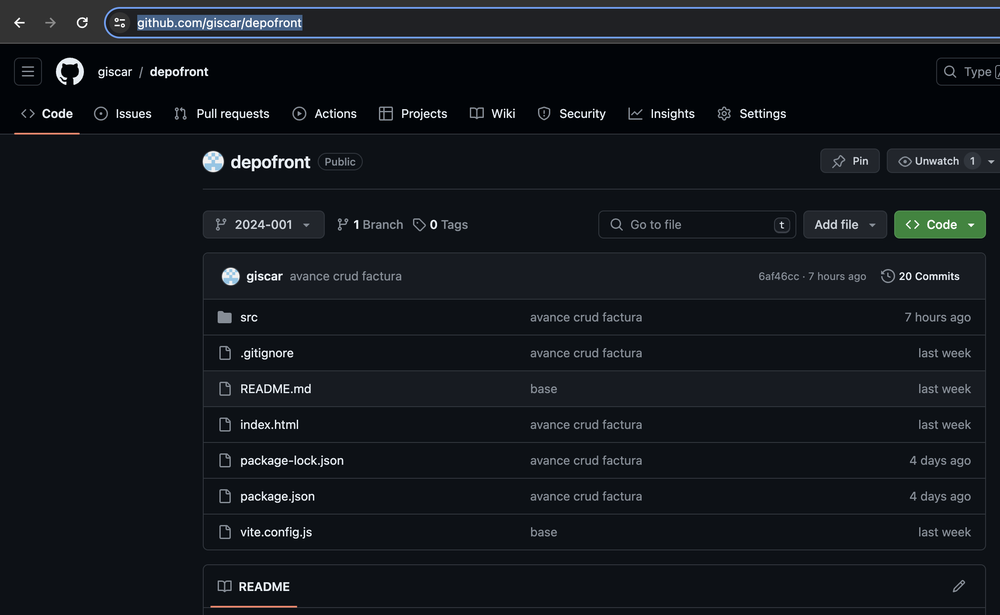 github.com/giscar/depofront
giscar / depofront
Type /
Code Issues Pull requests Actions Projects Wiki Security Insights Settings
depofront Public Pin Unwatch 1
2024-001 1 Branch 0 Tags Go to file t Add file Code
giscar avance crud factura 6af46cc · 7 hours ago 20 Commits
src avance crud factura 7 hours ago
.gitignore avance crud factura last week
README.md base last week
index.html avance crud factura last week
package-lock.json avance crud factura 4 days ago
package.json avance crud factura 4 days ago
vite.config.js base last week
README